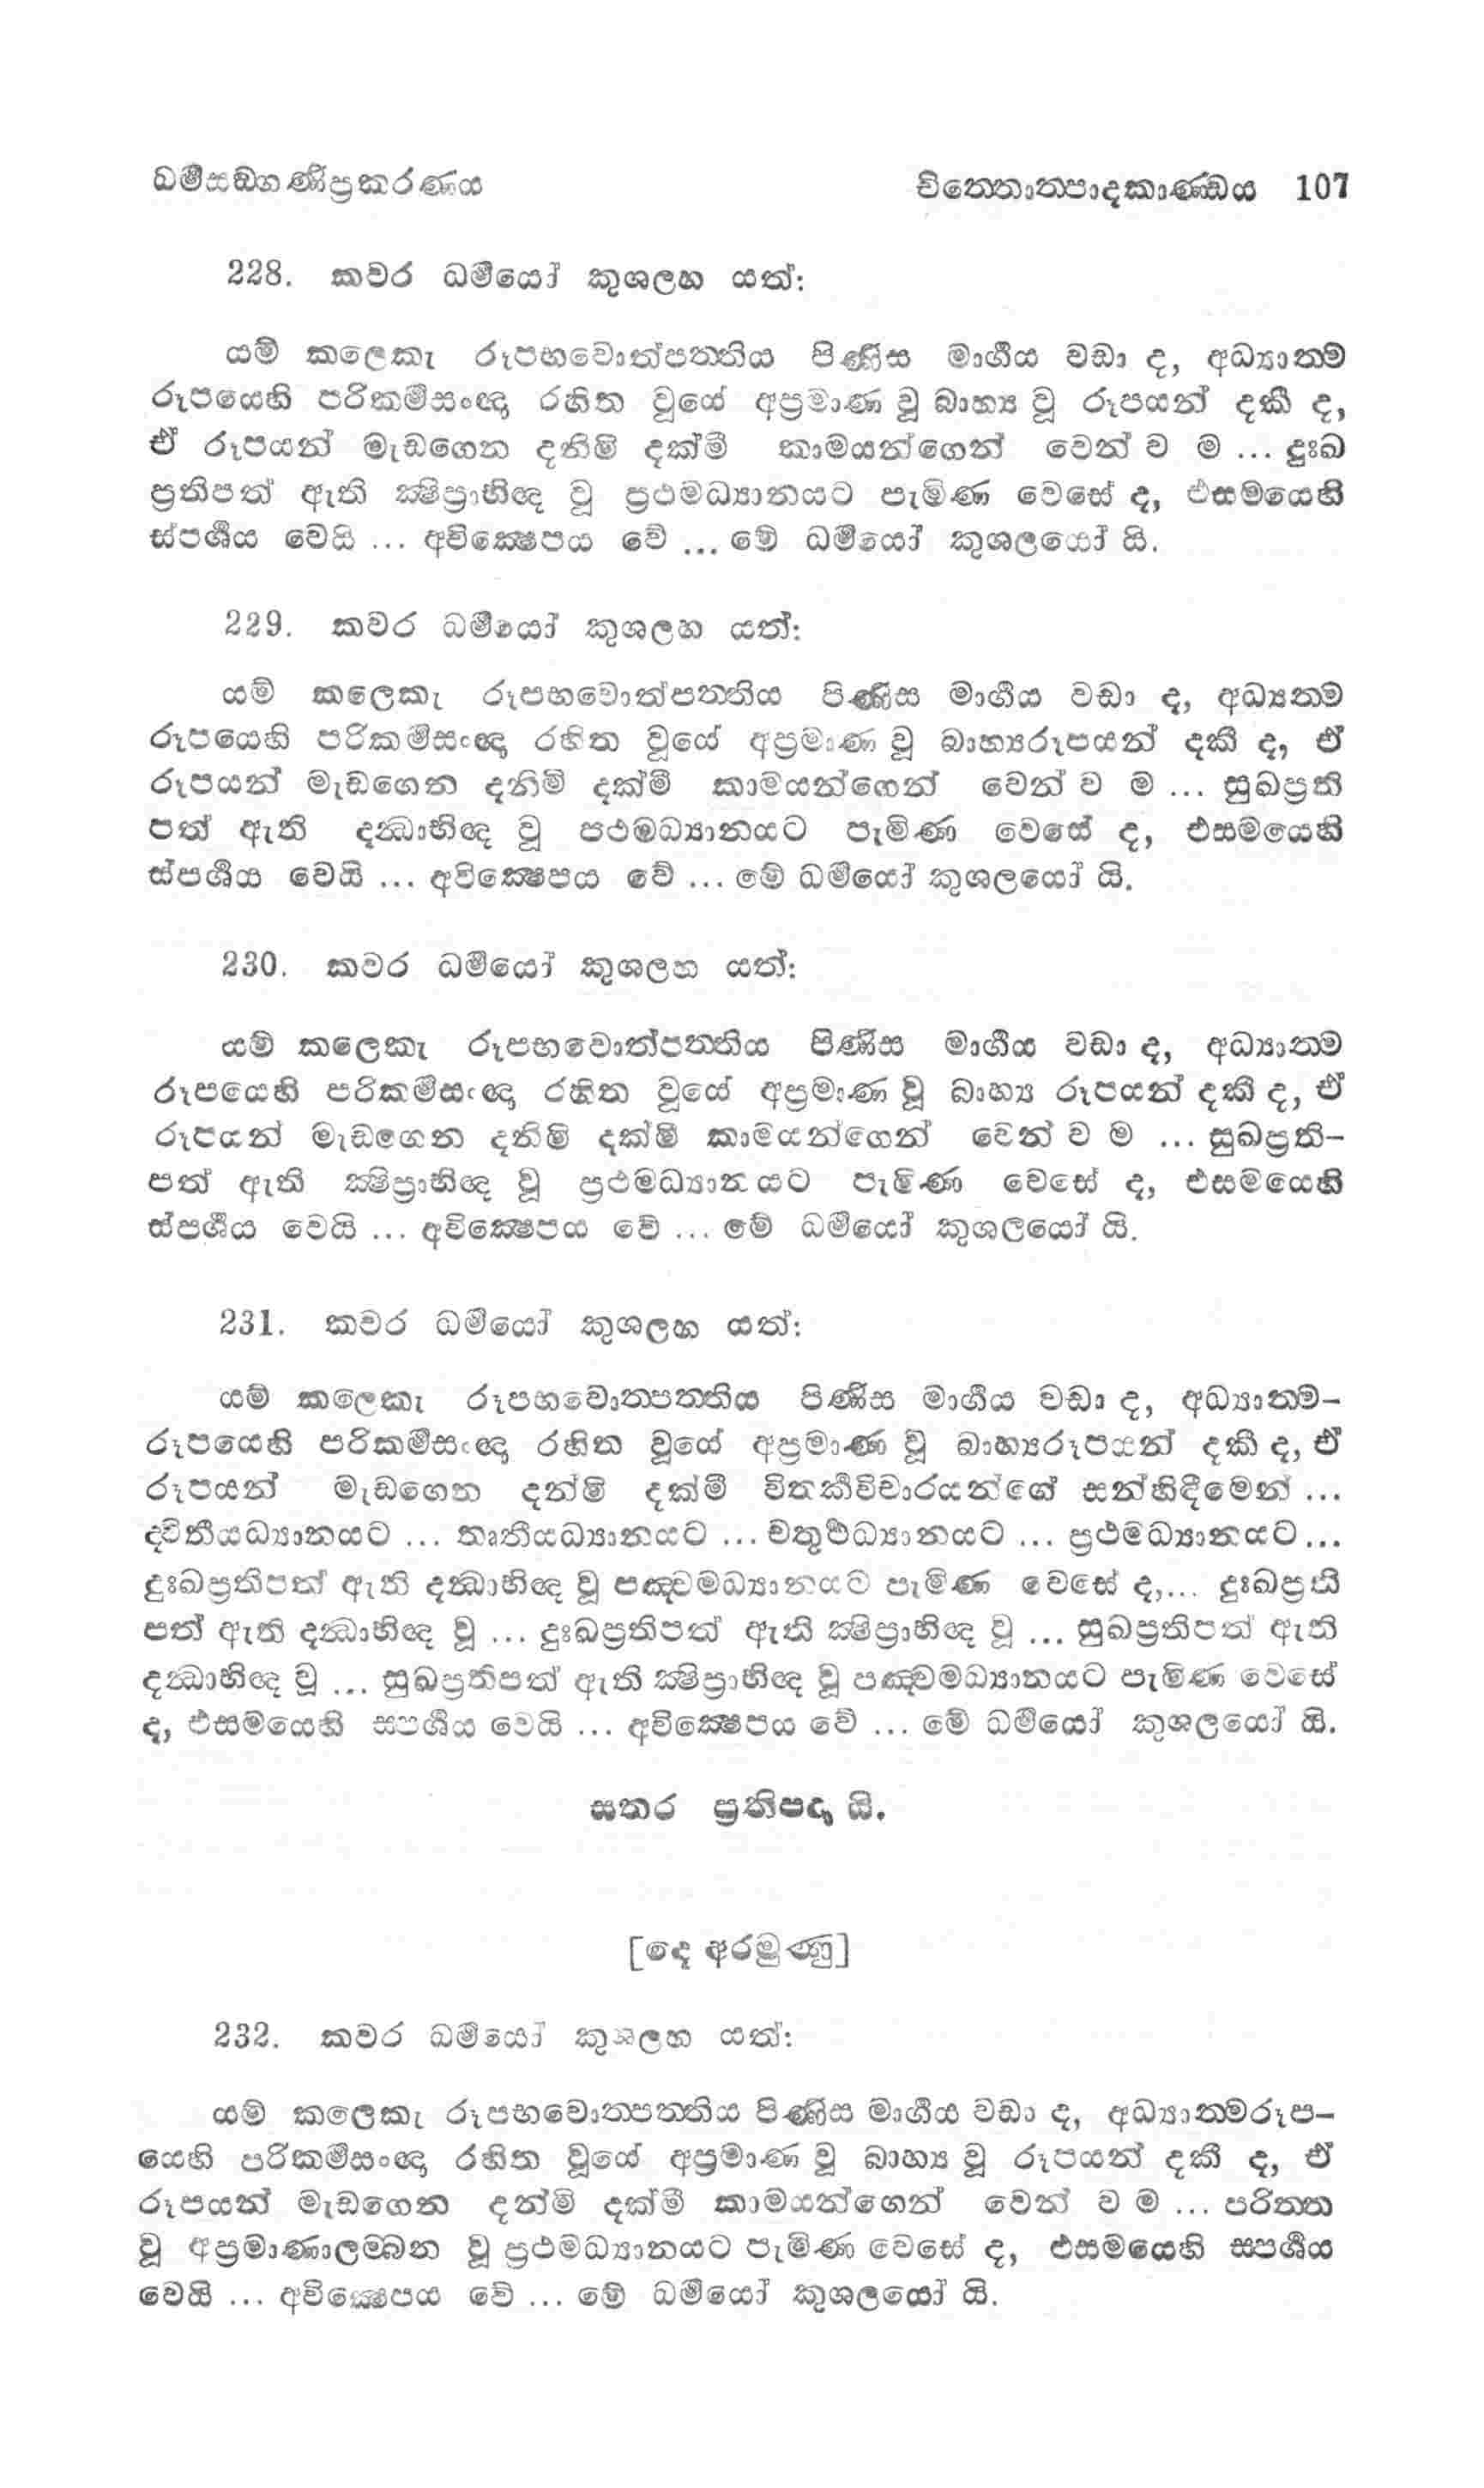 ධර්මසඞ්ගණිප්‍රකරණය
චිත්තොත්පාදකාණ්ඩය 107
228. කවර ධර්මයෝ කුශලහ යත්:
යම් කලෙකැ රූපභවොත්පත්තිය පිණිස මාර්ගය වඩා ද, අධ්‍යාත්ම
රූපයෙහි පරිකර්මසංඥා රහිත වූයේ අප්‍රමාණ වූ බාහ්‍ය වූ රූපයන් දකී ද,
ඒ රූපයන් මැඩගෙන දනිමි දක්මී කාමයන්ගෙන් වෙන් ව ම ... දුඃඛ
ප්‍රතිපත් ඇති ක්‍ෂිප්‍රාභිඥ වූ ප්‍රථමධ්‍යානයට පැමිණ වෙසේ ද, එසමයෙහි
ස්පර්ශය වෙයි ... අවික්‍ෂෙපය වේ ... මේ ධර්මයෝ කුශලයෝ යි.
229. කවර ධර්මයෝ කුශලහ යත්:
යම් කලෙකැ රූපභවොත්පත්තිය පිණිස මාර්ගය වඩා ද, අධ්‍යත්ම
රූපයෙහි පරිකර්මසංඥා රහිත වූයේ අප්‍රමාණ වූ බාහ්‍යරූපයන් දකී ද, ඒ
රූපයන් මැඩගෙන දනිමි දක්මී කාමයන්ගෙන් වෙන් ව ම ... සුඛප්‍රති
පත් ඇති දන්ධාභිඥ වූ පථමධ්‍යානයට පැමිණ වෙසේ ද, එසමයෙහි
ස්පර්ශය වෙයි ... අවික්‍ෂෙපය වේ ... මේ ධර්මයෝ කුශලයෝ යි.
230. කවර ධර්මයෝ කුශලහ යත්:
යම් කලෙකැ රූපභවොත්පත්තිය පිණිස මාර්ගය වඩා ද, අධ්‍යාත්ම
රූපයෙහි පරිකර්මසංඥා රහිත වූයේ අප්‍රමාණ වූ බාහ්‍ය රූපයන් දකී ද, ඒ
රූපයන් මැඩගෙන දනිමි දක්මි කාමයන්ගෙන් වෙන් ව ම ... සුඛප්‍රති-
පත් ඇති ක්‍ෂිප්‍රාභිඥ වූ ප්‍රථමධ්‍යානයට පැමිණ වෙසේ ද, එසමයෙහි
ස්පර්ශය වෙයි ... අවික්‍ෂෙපය වේ ... මේ ධර්මයෝ කුශලයෝ යි.
231. කවර ධර්මයෝ කුශලහ යත්:
යම් කලෙකැ රූපභවොත්පත්තිය පිණිස මාර්ගය වඩා ද, අධ්‍යාත්ම-
රූපයෙහි පරිකර්මසංඥා රහිත වූයේ අප්‍රමාණ වූ බාහ්‍යරූපයන් දකී ද, ඒ
රූපයන් මැඩගෙන දන්මි දක්මී විතර්කවිචාරයන්ගේ සන්හිඳීමෙන් ...
ද්විතීයධ්‍යානයට ... තෘතීයධ්‍යානයට ... චතුර්ථධ්‍යානයට ... ප්‍රථමධ්‍යානයට ...
දුඃඛප්‍රතිපත් ඇති දන්ධාභිඥ වූ පඤ්චමධ්‍යානයට පැමිණ වෙසේ ද,... දුඃඛප්‍රති
පත් ඇති දන්ධාභිඥ වූ ... දුඃඛප්‍රතිපත් ඇති ක්‍ෂිප්‍රාභිඥ වූ ... සුඛප්‍රතිපත් ඇති
දන්ධාභිඥ වූ ... සුඛප්‍රතිපත් ඇති ක්‍ෂිප්‍රාභිඥ වූ පඤ්චමධ්‍යානයට පැමිණ වෙසේ
ද, එසමයෙහි ස්පර්ශය වෙයි ... අවික්‍ෂෙපය වේ ... මේ ධර්මයෝ කුශලයෝ යි.
සතර ප්‍රතිපදා යි.
[දෙ අරමුණු]
232. කවර ධර්මයෝ කුශලහ යත්:
යම් කලෙකැ රූපභවොත්පත්තිය පිණිස මාර්ගය වඩා ද, අධ්‍යාත්මරූප-
යෙහි පරිකර්මසංඥා රහිත වූයේ අප්‍රමාණ වූ බාහ්‍ය වූ රූපයන් දකී ද, ඒ
රූපයන් මැඩගෙන දන්මි දක්මී කාමයන්ගෙන් වෙන් ව ම ... පරිත්ත
වූ අප්‍රමාණාලම්බන වූ ප්‍රථමධ්‍යානයට පැමිණ වෙසේ ද, එසමයෙහි ස්පර්ශය
වෙයි ... අවික්‍ෂෙපය වේ ... මේ ධර්මයෝ කුශලයෝ යි.